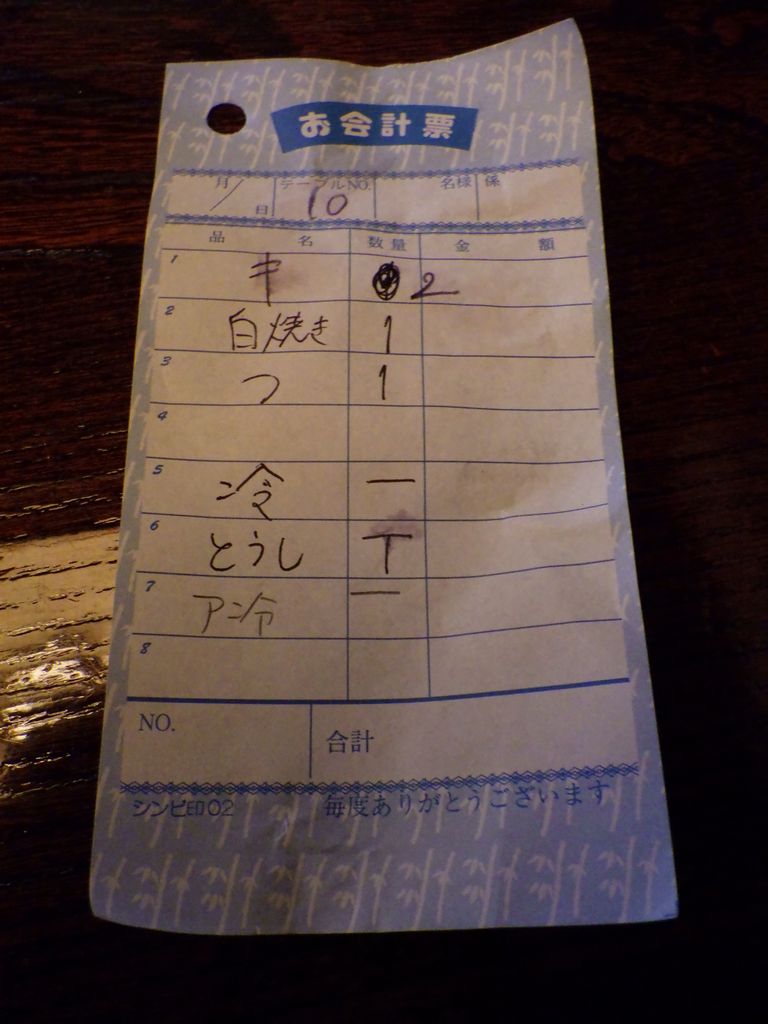 お会計票
月/日 テーブルNO. 10 名様 係
品名 数量 金額
1 キ 2
2 白焼き 1
3 つ 1
4
5 冷 一
6 とうし T
7 ア冷 一
8
NO. 合計
シンピ印02 毎度ありがとうございます